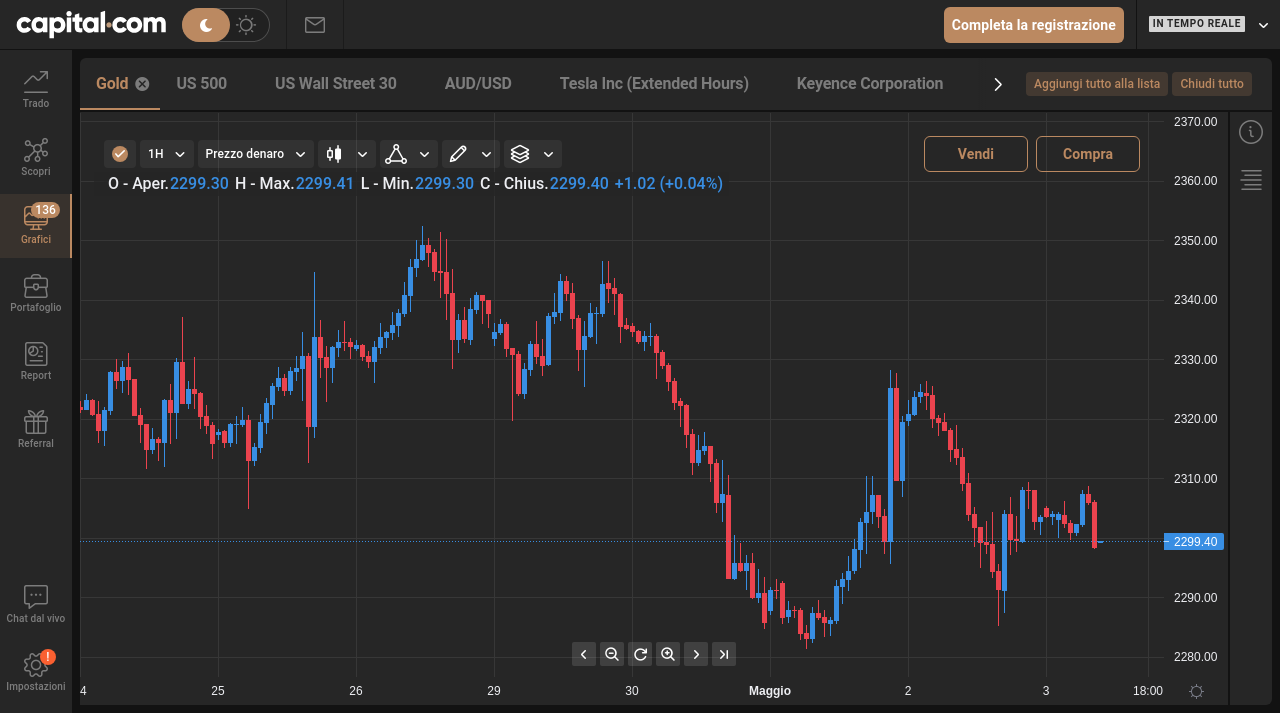 capital.com
Completa la registrazione
IN TEMPO REALE
Gold US 500 US Wall Street 30 AUD/USD Tesla Inc (Extended Hours) Keyence Corporation Aggiungi tutto alla lista Chiudi tutto
Trado
Scopri
136
Grafici
Portafoglio
Report
Referral
Chat dal vivo
!
Impostazioni
1H Prezzo denaro
Vendi Compra
O - Aper.2299.30 H - Max.2299.41 L - Min.2299.30 C - Chius.2299.40 +1.02 (+0.04%)
2370.00
2360.00
2350.00
2340.00
2330.00
2320.00
2310.00
2299.40
2290.00
2280.00
4 25 26 29 30 Maggio 2 3 18:00